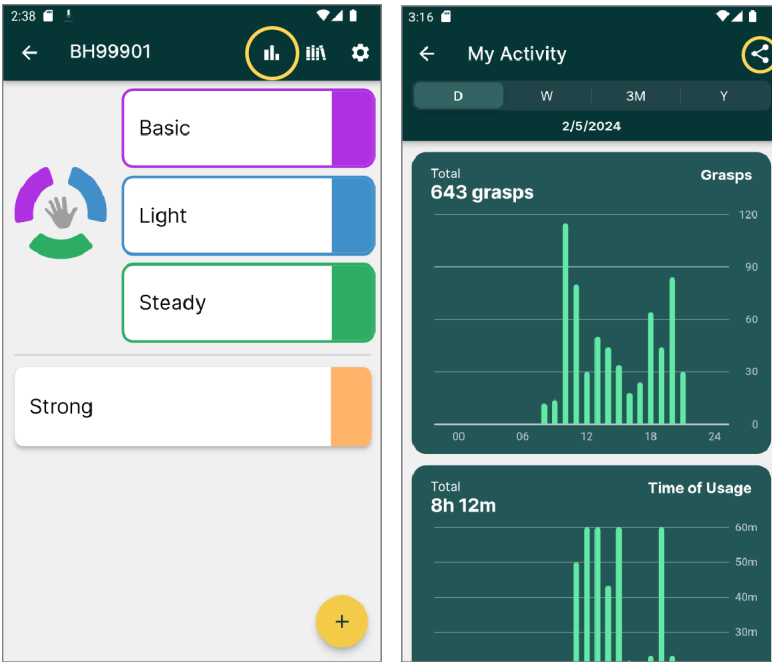 2:38
BH99901
Basic
Light
Steady
Strong
+
3:16
My Activity
D W 3M Y
2/5/2024
Total
Grasps
643 grasps
120
90
60
30
0
00 06 12 18 24
Total
Time of Usage
8h 12m
60m
50m
40m
30m